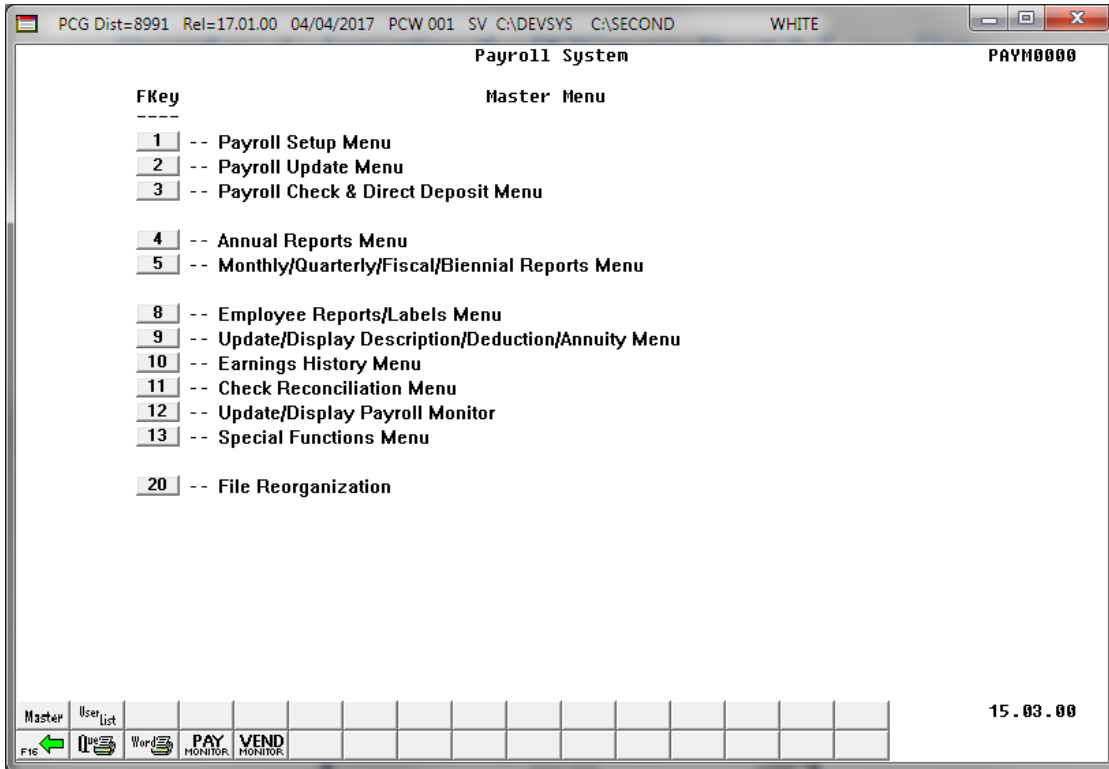 PCG Dist=8991 Rel=17.01.00 04/04/2017 PCW 001 SV C:\DEVSYS C:\SECOND WHITE
Payroll System PAYM0000
FKey Master Menu
----
1 -- Payroll Setup Menu
2 -- Payroll Update Menu
3 -- Payroll Check & Direct Deposit Menu
4 -- Annual Reports Menu
5 -- Monthly/Quarterly/Fiscal/Biennial Reports Menu
8 -- Employee Reports/Labels Menu
9 -- Update/Display Description/Deduction/Annuity Menu
10 -- Earnings History Menu
11 -- Check Reconciliation Menu
12 -- Update/Display Payroll Monitor
13 -- Special Functions Menu
20 -- File Reorganization
Master User List 15.03.00
F16 Que Word PAY MONITOR VEND MONITOR